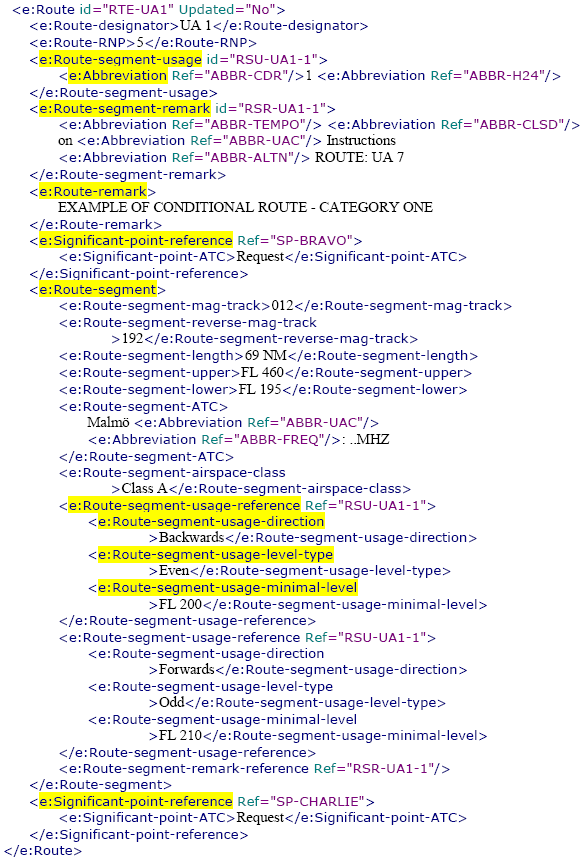 <e:Route id="RTE-UA1" Updated="No">
<e:Route-designator>UA 1</e:Route-designator>
<e:Route-RNP>5</e:Route-RNP>
<e:Route-segment-usage id="RSU-UA1-1">
<e:Abbreviation Ref="ABBR-CDR"/>1 <e:Abbreviation Ref="ABBR-H24"/>
</e:Route-segment-usage>
<e:Route-segment-remark id="RSR-UA1-1">
<e:Abbreviation Ref="ABBR-TEMPO"/> <e:Abbreviation Ref="ABBR-CLSD"/>
on <e:Abbreviation Ref="ABBR-UAC"/> Instructions
<e:Abbreviation Ref="ABBR-ALTN"/> ROUTE: UA 7
</e:Route-segment-remark>
<e:Route-remark>
EXAMPLE OF CONDITIONAL ROUTE - CATEGORY ONE
</e:Route-remark>
<e:Significant-point-reference Ref="SP-BRAVO">
<e:Significant-point-ATC>Request</e:Significant-point-ATC>
</e:Significant-point-reference>
<e:Route-segment>
<e:Route-segment-mag-track>012</e:Route-segment-mag-track>
<e:Route-segment-reverse-mag-track
>192</e:Route-segment-reverse-mag-track>
<e:Route-segment-length>69 NM</e:Route-segment-length>
<e:Route-segment-upper>FL 460</e:Route-segment-upper>
<e:Route-segment-lower>FL 195</e:Route-segment-lower>
<e:Route-segment-ATC>
Malmö <e:Abbreviation Ref="ABBR-UAC"/>
<e:Abbreviation Ref="ABBR-FREQ"/>: ..MHZ
</e:Route-segment-ATC>
<e:Route-segment-airspace-class
>Class A</e:Route-segment-airspace-class>
<e:Route-segment-usage-reference Ref="RSU-UA1-1">
<e:Route-segment-usage-direction
>Backwards</e:Route-segment-usage-direction>
<e:Route-segment-usage-level-type
>Even</e:Route-segment-usage-level-type>
<e:Route-segment-usage-minimal-level
>FL 200</e:Route-segment-usage-minimal-level>
</e:Route-segment-usage-reference>
<e:Route-segment-usage-reference Ref="RSU-UA1-1">
<e:Route-segment-usage-direction
>Forwards</e:Route-segment-usage-direction>
<e:Route-segment-usage-level-type
>Odd</e:Route-segment-usage-level-type>
<e:Route-segment-usage-minimal-level
>FL 210</e:Route-segment-usage-minimal-level>
</e:Route-segment-usage-reference>
<e:Route-segment-remark-reference Ref="RSR-UA1-1"/>
</e:Route-segment>
<e:Significant-point-reference Ref="SP-CHARLIE">
<e:Significant-point-ATC>Request</e:Significant-point-ATC>
</e:Significant-point-reference>
</e:Route>